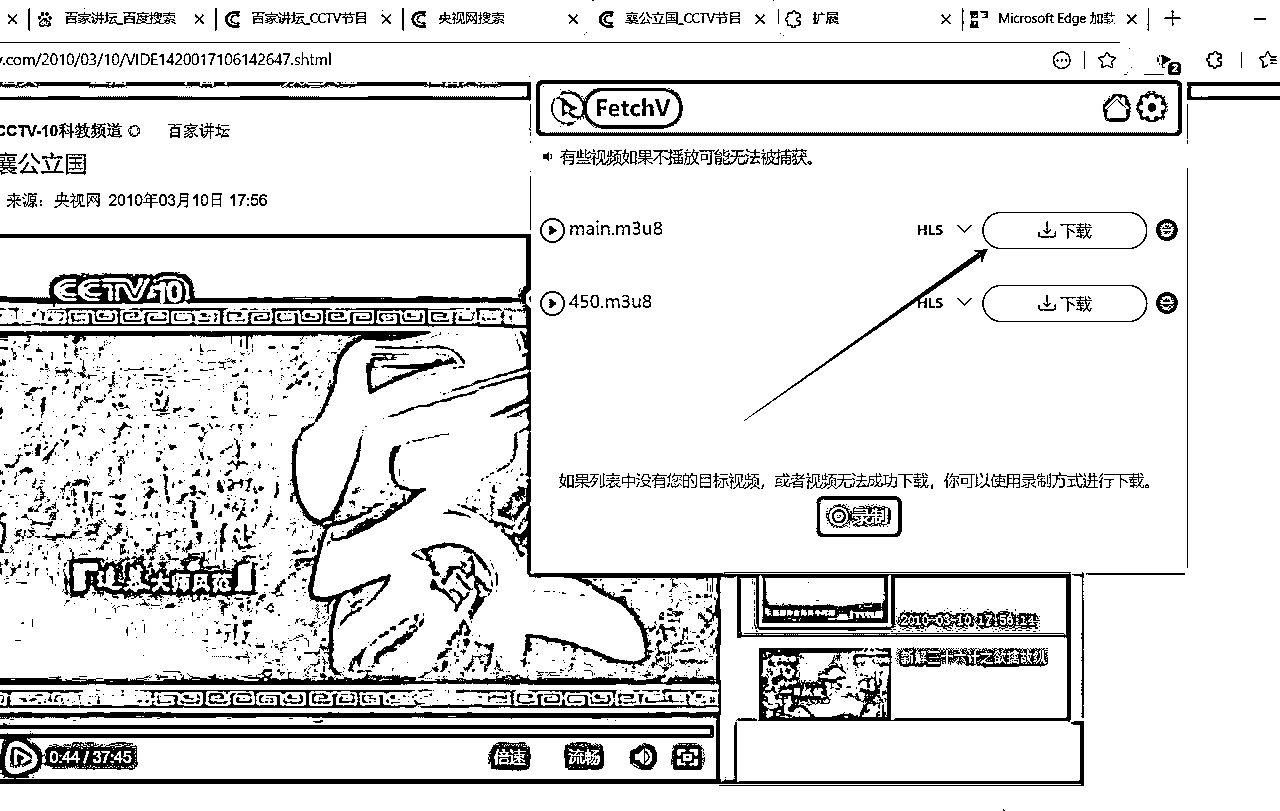 百家讲坛_百度搜索
百家讲坛_CCTV节目
央视网搜索
襄公立国_CCTV节目
扩展
Microsoft Edge 加载
v.com/2010/03/10/VIDE1420017106142647.shtml
2
FetchV
CCTV-10科教频道
百家讲坛
襄公立国
来源：央视网 2010年03月10日 17:56
有些视频如果不播放可能无法被捕获。
main.m3u8
HLS
下载
450.m3u8
HLS
下载
如果列表中没有您的目标视频，或者视频无法成功下载，你可以使用录制方式进行下载。
录制
CCTV-10
大师风范
2010-03-10 17:56:14
0:44 / 37:45
倍速
流畅